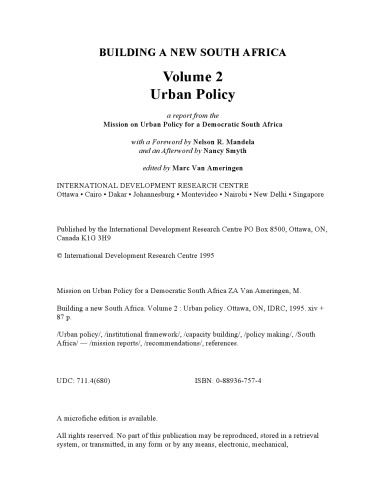 BUILDING A NEW SOUTH AFRICA
Volume 2
Urban Policy
a report from the
Mission on Urban Policy for a Democratic South Africa
with a Foreword by Nelson R. Mandela
and an Afterword by Nancy Smyth
edited by Marc Van Ameringen
INTERNATIONAL DEVELOPMENT RESEARCH CENTRE
Ottawa • Cairo • Dakar • Johannesburg • Montevideo • Nairobi • New Delhi • Singapore
Published by the International Development Research Centre PO Box 8500, Ottawa, ON,
Canada K1G 3H9
© International Development Research Centre 1995
Mission on Urban Policy for a Democratic South Africa ZA Van Ameringen, M.
Building a new South Africa. Volume 2 : Urban policy. Ottawa, ON, IDRC, 1995. xiv +
87 p.
/Urban policy/, /institutional framework/, /capacity building/, /policy making/, /South
Africa/ — /mission reports/, /recommendations/, references.
UDC: 711.4(680) ISBN: 0-88936-757-4
A microfiche edition is available.
All rights reserved. No part of this publication may be reproduced, stored in a retrieval
system, or transmitted, in any form or by any means, electronic, mechanical,